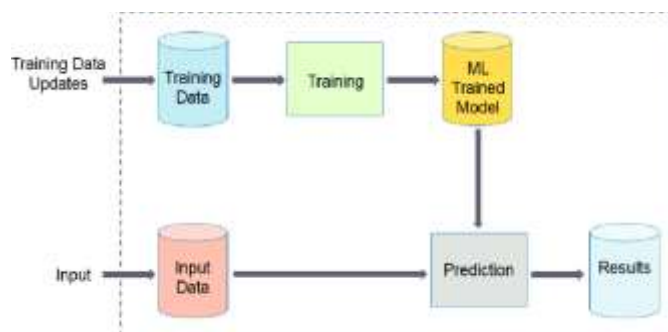 Training Data
Updates
Training
Data
Training
ML
Trained
Model
Input
Input
Data
Prediction
Results